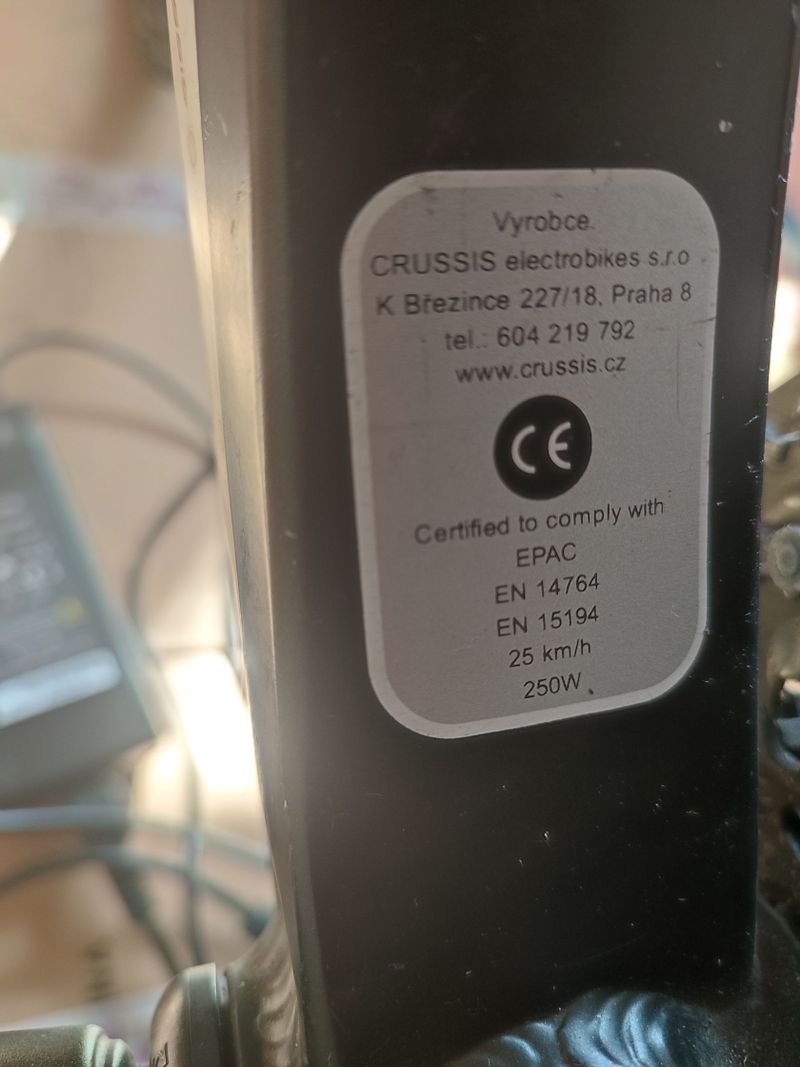 Vyrobce.
CRUSSIS electrobikes s.r.o.
K Březince 227/18, Praha 8
tel.: 604 219 792
www.crussis.cz
CE
Certified to comply with
EPAC
EN 14764
EN 15194
25 km/h
250W